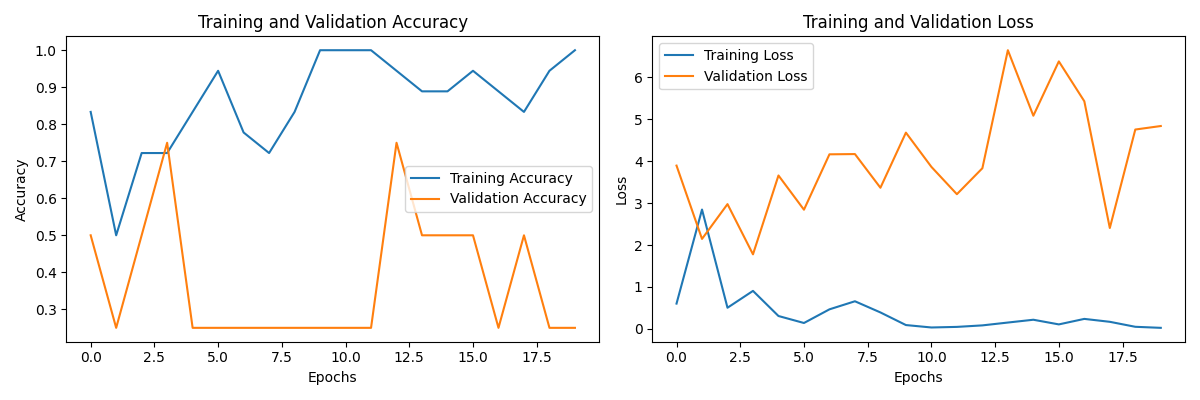 Training and Validation Accuracy
1.0
0.9
0.8
0.7
0.6
0.5
0.4
0.3
Accuracy
Training Accuracy
Validation Accuracy
0.0 2.5 5.0 7.5 10.0 12.5 15.0 17.5
Epochs
Training and Validation Loss
Training Loss
Validation Loss
6
5
4
3
2
1
0
Loss
0.0 2.5 5.0 7.5 10.0 12.5 15.0 17.5
Epochs